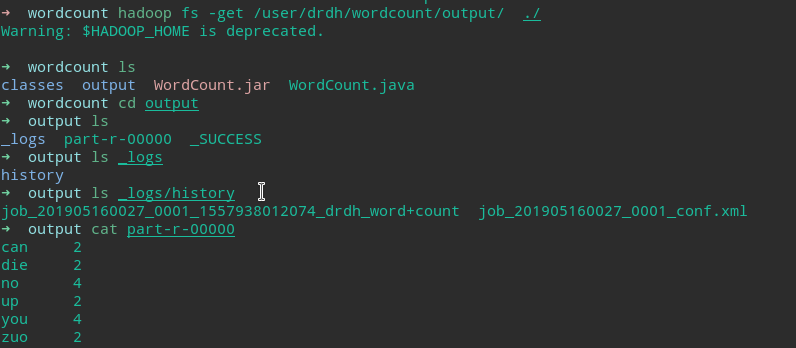 ➜ wordcount hadoop fs -get /user/drdh/wordcount/output/ ./
Warning: $HADOOP_HOME is deprecated.
➜ wordcount ls
classes output WordCount.jar WordCount.java
➜ wordcount cd output
➜ output ls
_logs part-r-00000 _SUCCESS
➜ output ls _logs
history
➜ output ls _logs/history
job_201905160027_0001_1557938012074_drdh_word+count job_201905160027_0001_conf.xml
➜ output cat part-r-00000
can 2
die 2
no 4
up 2
you 4
zuo 2